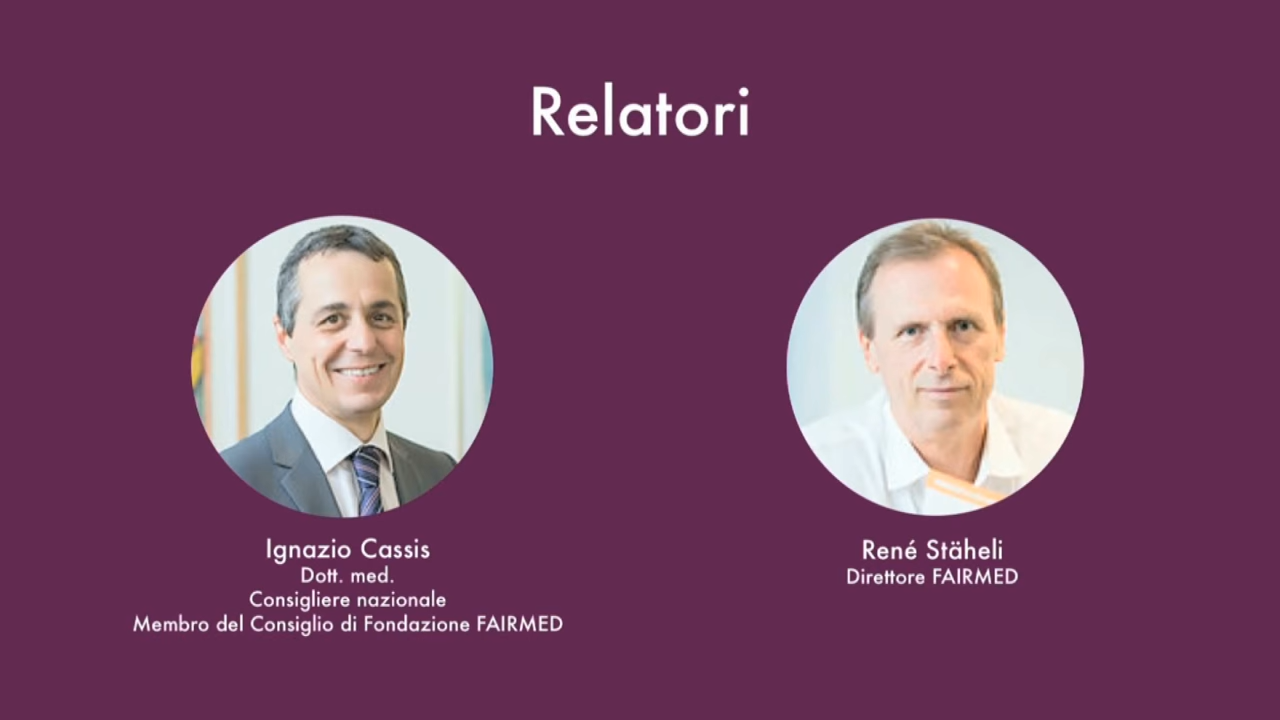 Relatori
Ignazio Cassis
Dott. med.
Consigliere nazionale
Membro del Consiglio di Fondazione FAIRMED
René Stäheli
Direttore FAIRMED